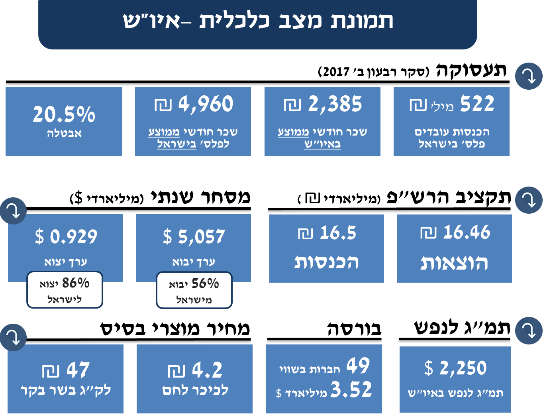 תמונת מצב כלכלית –איו"ש
תעסוקה (סקר רבעון ב' 2017)
522 מילי ₪
הכנסות עובדים
פלס' בישראל
2,385 ₪
שכר חודשי ממוצע
באיו"ש
4,960 ₪
שכר חודשי ממוצע
לפלס' בישראל
20.5%
אבטלה
תקציב הרש"פ (מיליארדי ₪)
16.46 ₪
הוצאות
16.5 ₪
הכנסות
מסחר שנתי (מיליארדי $)
5,057 $
ערך יבוא
56% יבוא
מישראל
0.929 $
ערך יצוא
86% יצוא
לישראל
תמ"ג לנפש
2,250 $
תמ"ג לנפש באיו"ש
בורסה
49 חברות בשווי
3.52 מיליארד $
מחיר מוצרי בסיס
4.2 ₪
לכיכר לחם
47 ₪
לק"ג בשר בקר